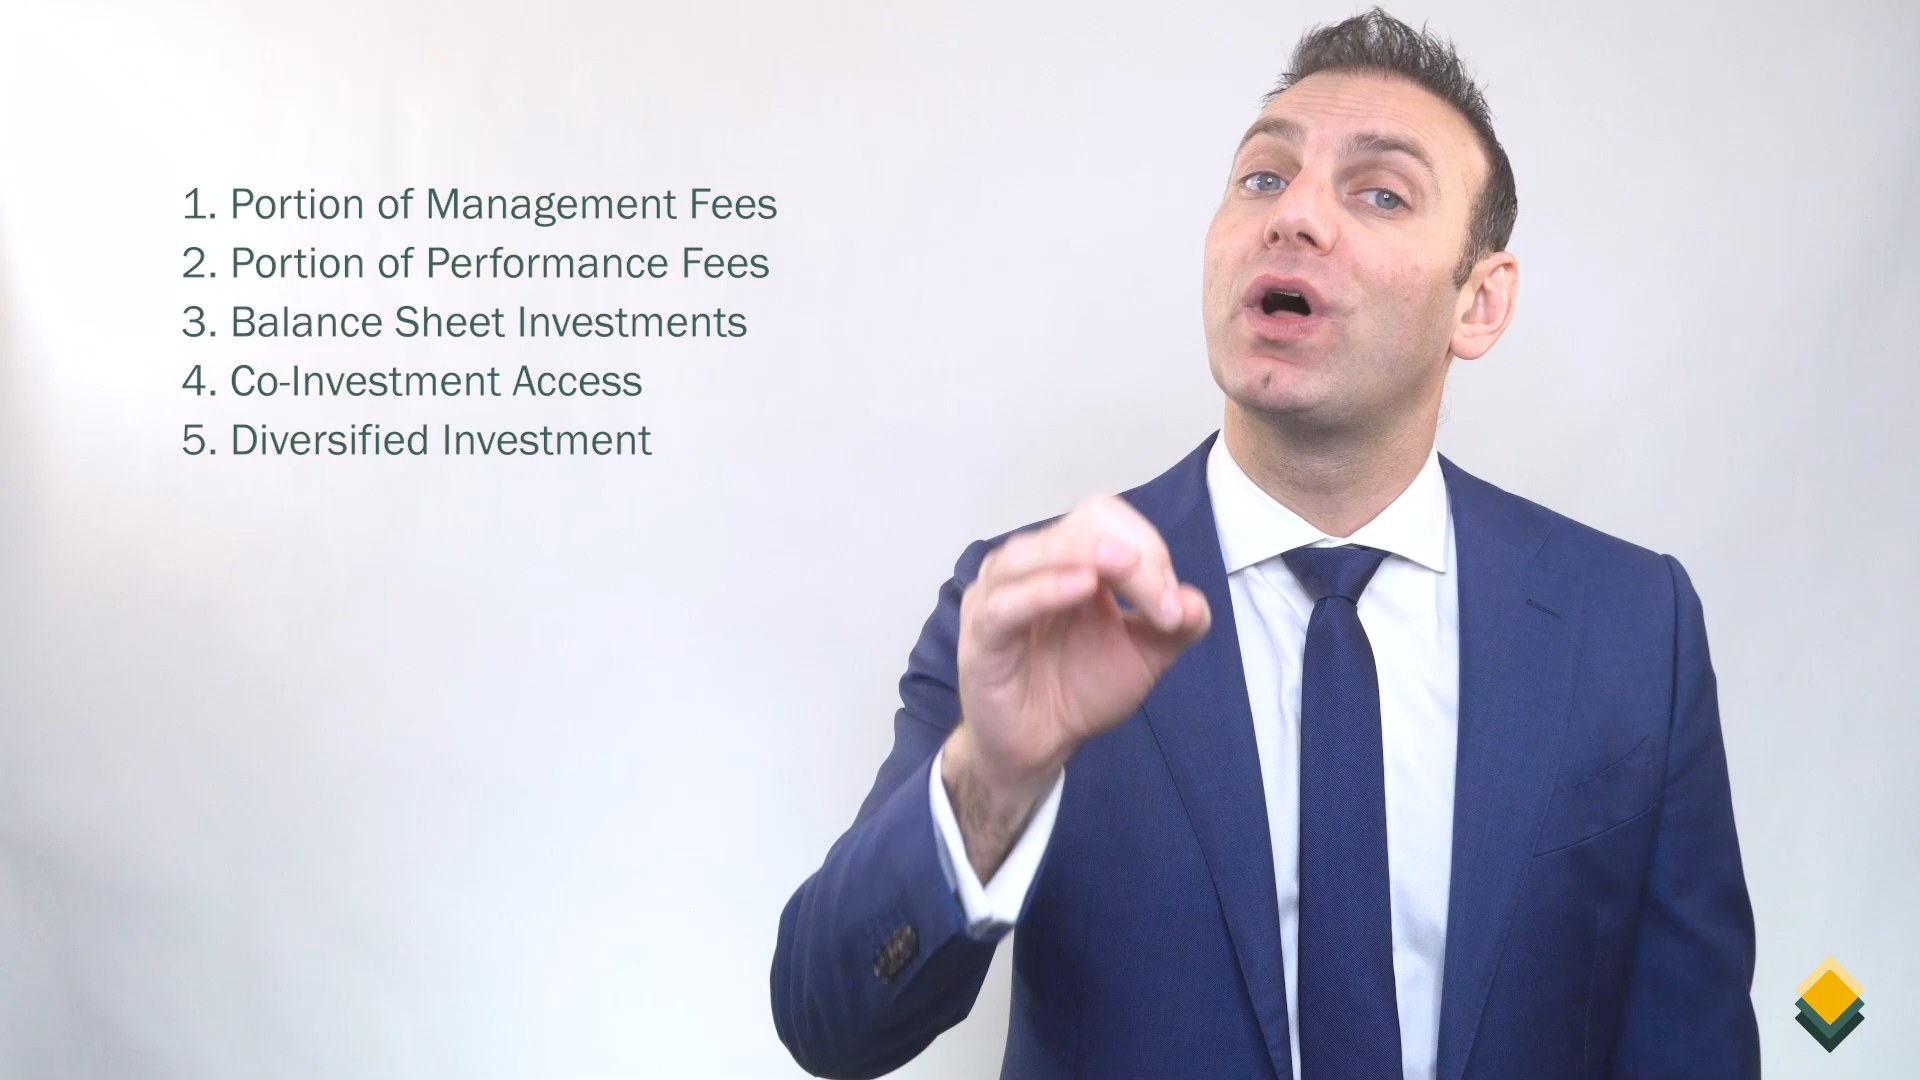 1. Portion of Management Fees
2. Portion of Performance Fees
3. Balance Sheet Investments
4. Co-Investment Access
5. Diversified Investment